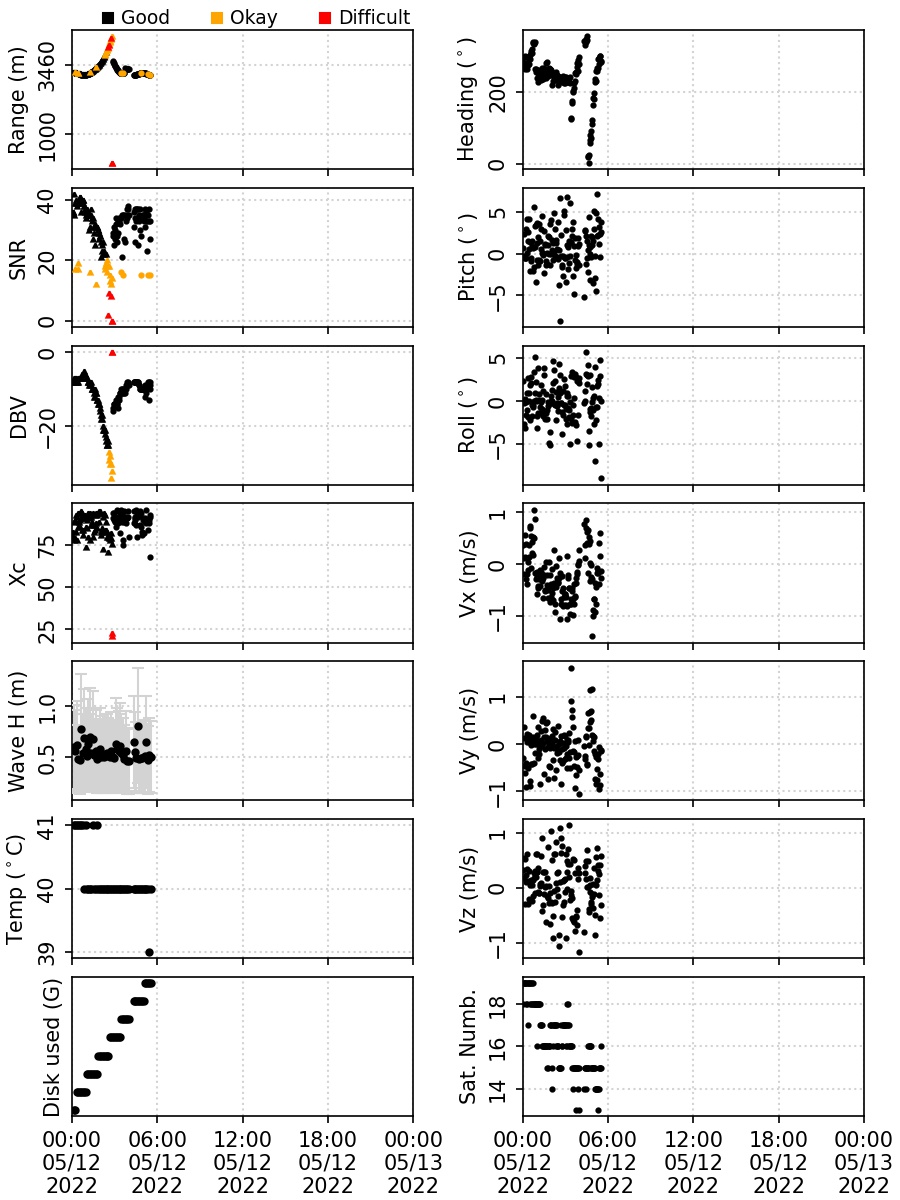 Good Okay Difficult
Range (m)
3460
1000
Heading (°)
200
0
SNR
40
20
0
Pitch (°)
5
0
−5
DBV
0
−20
Roll (°)
5
0
−5
Xc
75
50
25
Vx (m/s)
1
0
−1
Wave H (m)
1.0
0.5
Vy (m/s)
1
0
−1
Temp (°C)
41
40
39
Vz (m/s)
1
0
−1
Disk used (G)
Sat. Numb.
18
16
14
00:00 06:00 12:00 18:00 00:00
05/12 05/12 05/12 05/12 05/13
2022 2022 2022 2022 2022
00:00 06:00 12:00 18:00 00:00
05/12 05/12 05/12 05/12 05/13
2022 2022 2022 2022 2022